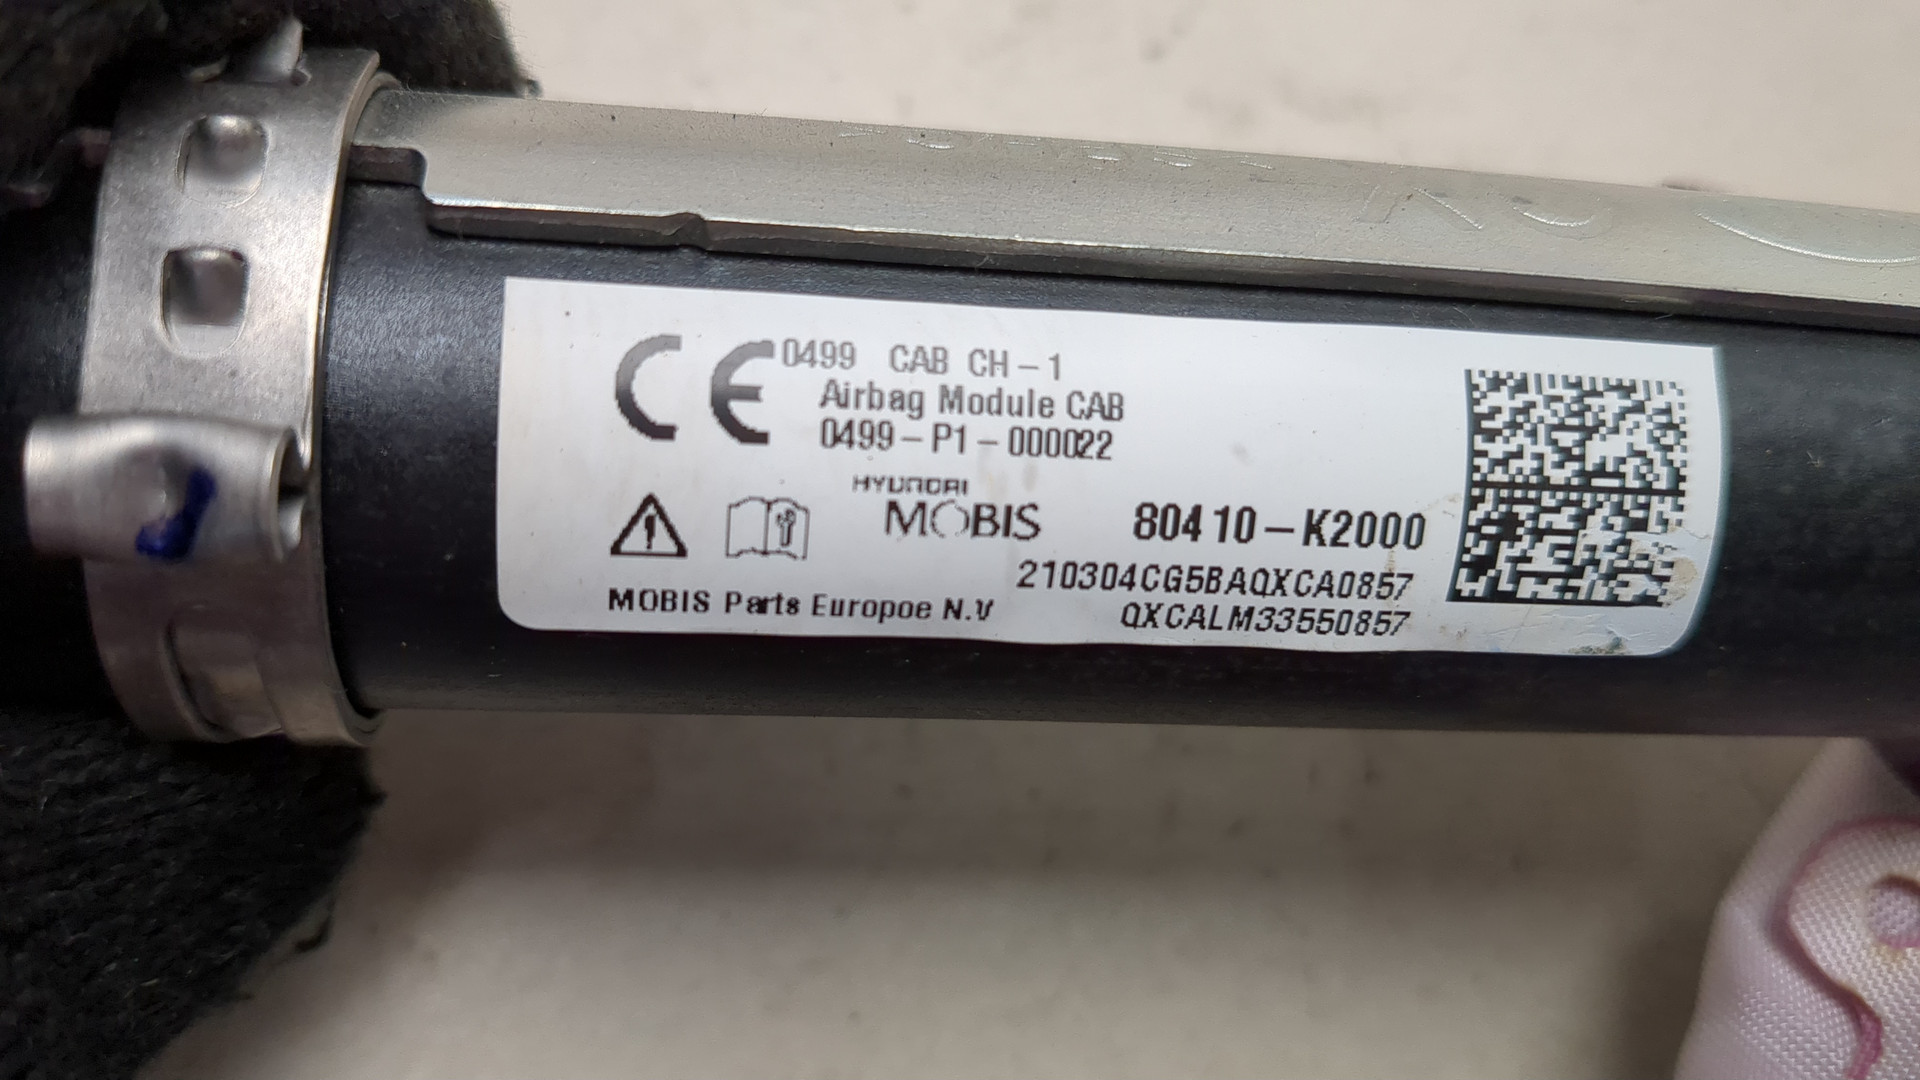 CE 0499 CAB CH-1
Airbag Module CAB
0499-P1-000022
HYUNDAI
MOBIS 80410-K2000
210304CG5BAQXCA0857
MOBIS Parts Europoe N.V
QXCALM33550857